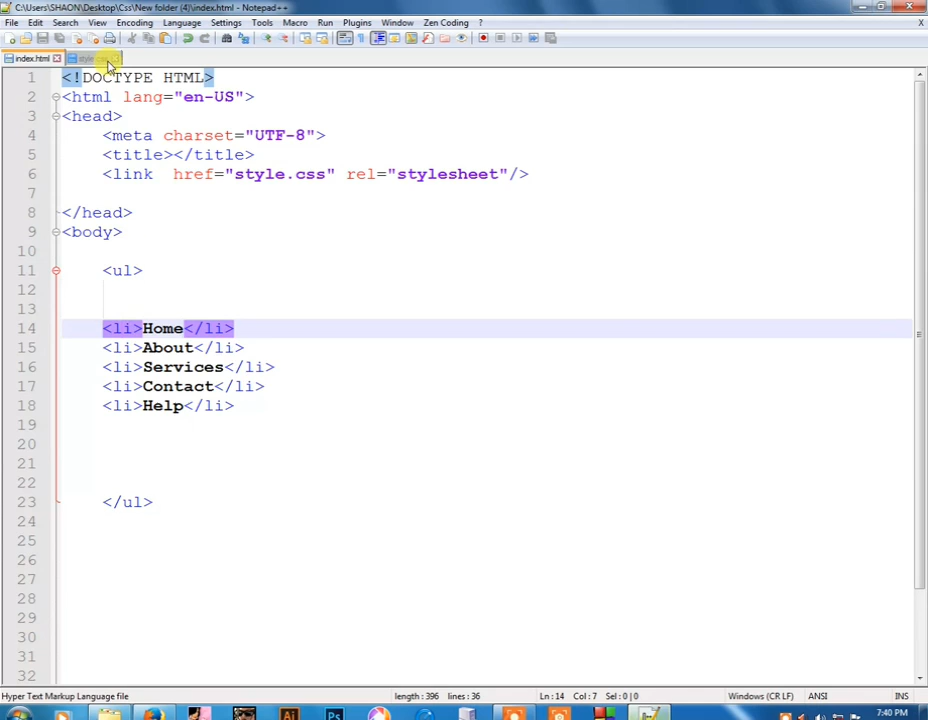 C:\Users\SHAON\Desktop\Css\New folder (4)\index.html - Notepad++
File Edit Search View Encoding Language Settings Tools Macro Run Plugins Window Zen Coding ? X
index.html style.css
1 <!DOCTYPE HTML>
2 <html lang="en-US">
3 <head>
4 <meta charset="UTF-8">
5 <title></title>
6 <link href="style.css" rel="stylesheet"/>
7
8 </head>
9 <body>
10
11 <ul>
12
13
14 <li>Home</li>
15 <li>About</li>
16 <li>Services</li>
17 <li>Contact</li>
18 <li>Help</li>
19
20
21
22
23 </ul>
24
25
26
27
28
29
30
31
32
Hyper Text Markup Language file length : 396 lines : 36 Ln : 14 Col : 7 Sel : 0 | 0 Windows (CR LF) ANSI INS
Ai Ps 7:40 PM